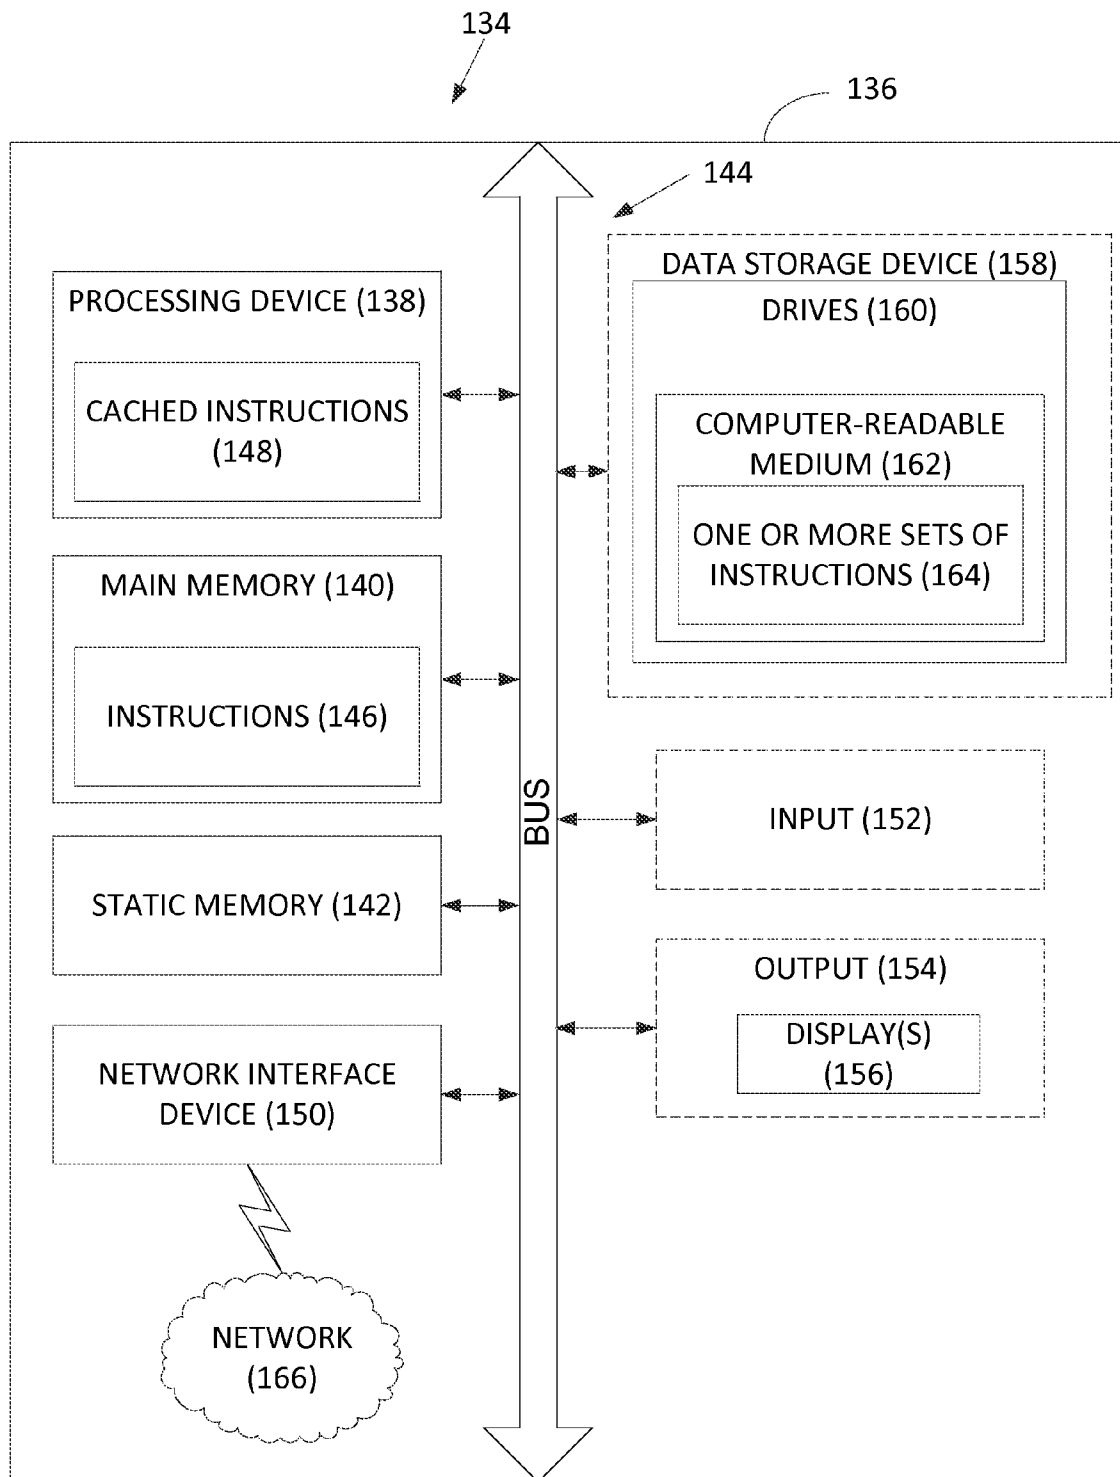 134
136
144
PROCESSING DEVICE (138)
CACHED INSTRUCTIONS
(148)
MAIN MEMORY (140)
INSTRUCTIONS (146)
STATIC MEMORY (142)
NETWORK INTERFACE
DEVICE (150)
NETWORK
(166)
BUS
DATA STORAGE DEVICE (158)
DRIVES (160)
COMPUTER-READABLE
MEDIUM (162)
ONE OR MORE SETS OF
INSTRUCTIONS (164)
INPUT (152)
OUTPUT (154)
DISPLAY(S)
(156)